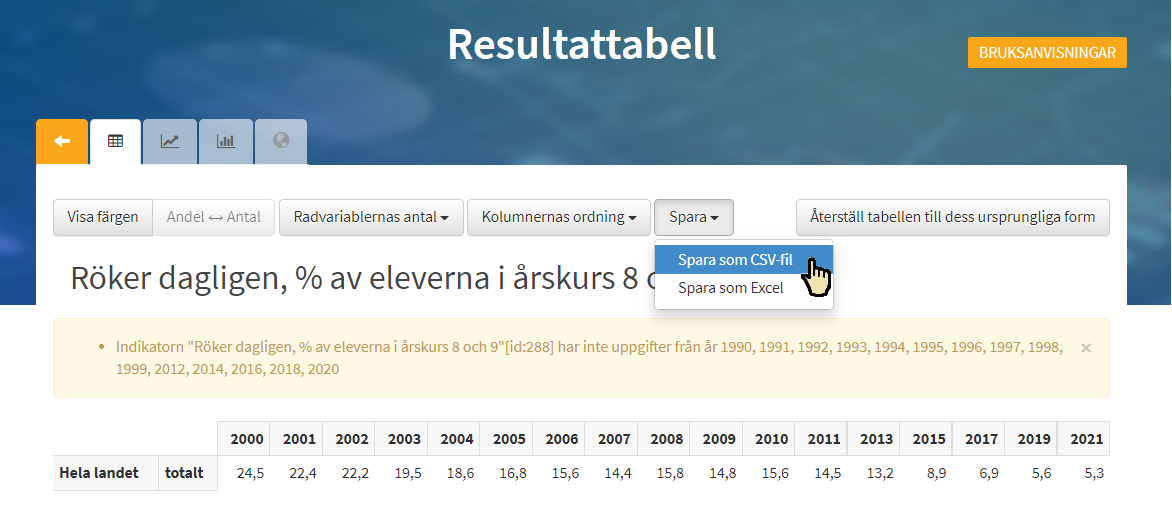 Resultattabell
BRUKSANVISNINGAR
Visa färgen Andel ↔ Antal Radvariablernas antal Kolumnernas ordning Spara Återställ tabellen till dess ursprungliga form
Spara som CSV-fil
Spara som Excel
Röker dagligen, % av eleverna i årskurs 8 o
Indikatorn "Röker dagligen, % av eleverna i årskurs 8 och 9"[id:288] har inte uppgifter från år 1990, 1991, 1992, 1993, 1994, 1995, 1996, 1997, 1998,
1999, 2012, 2014, 2016, 2018, 2020
2000 2001 2002 2003 2004 2005 2006 2007 2008 2009 2010 2011 2013 2015 2017 2019 2021
Hela landet totalt 24,5 22,4 22,2 19,5 18,6 16,8 15,6 14,4 15,8 14,8 15,6 14,5 13,2 8,9 6,9 5,6 5,3